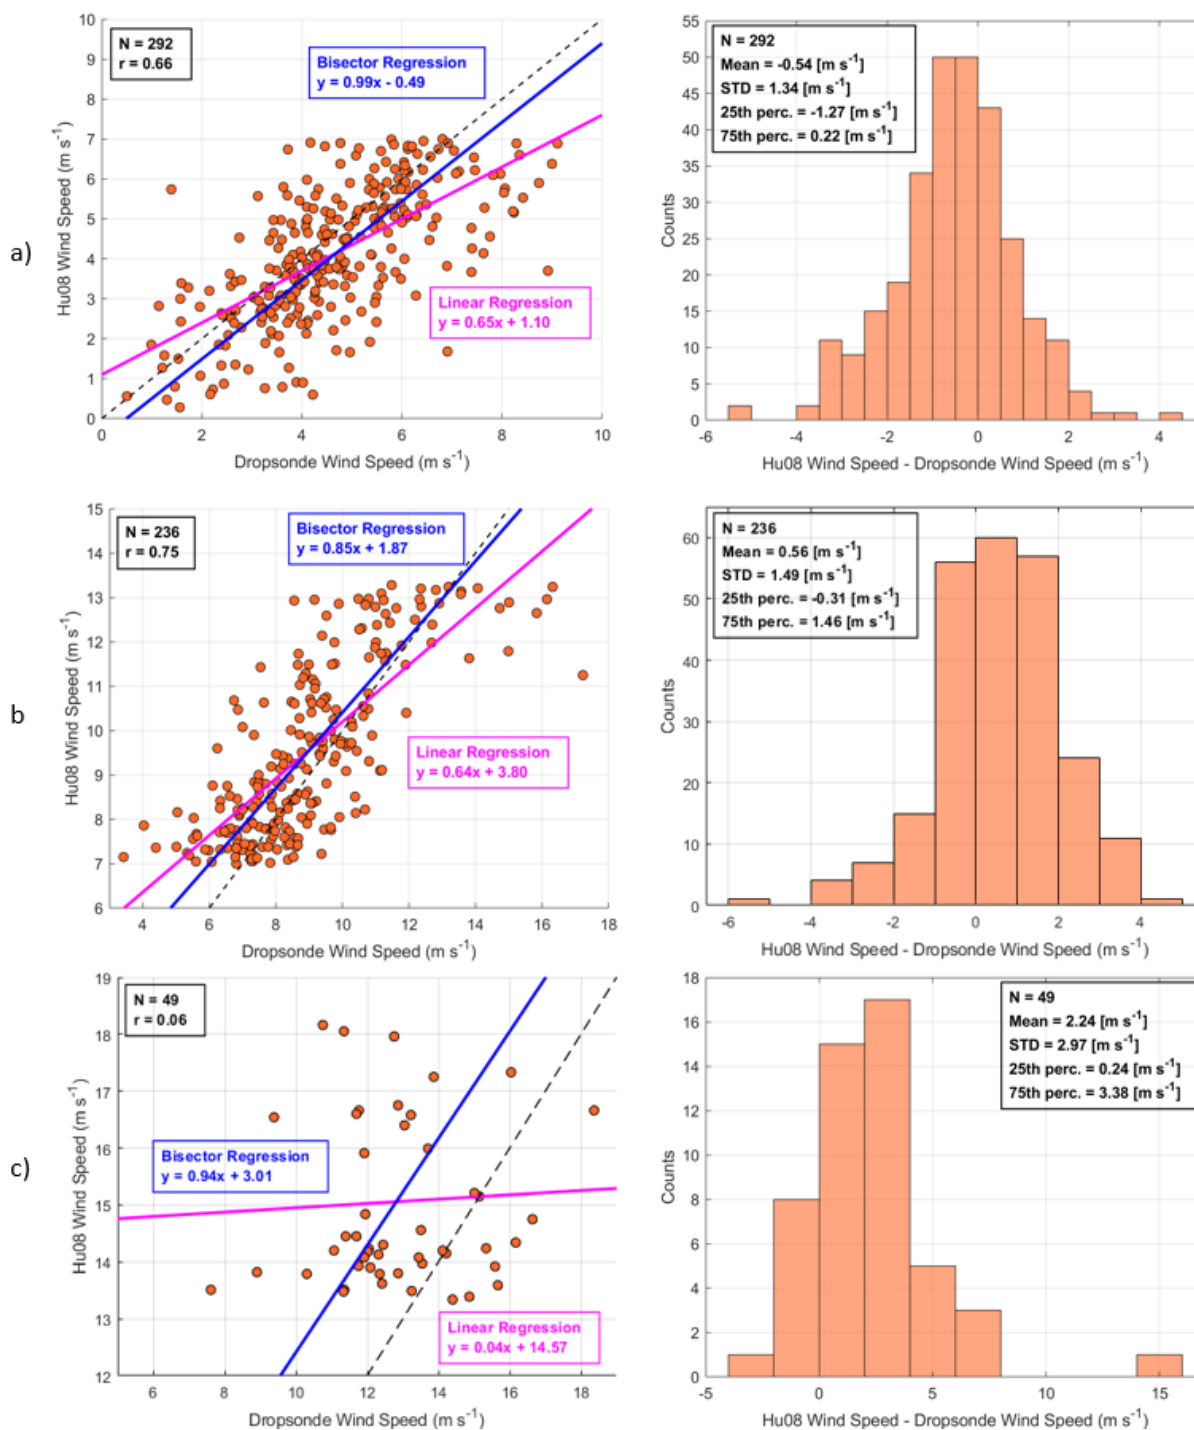 a)
10
9
8
7
6
5
4
3
2
1
0
Hu08 Wind Speed (m s⁻¹)
N = 292
r = 0.66
Bisector Regression
y = 0.99x - 0.49
Linear Regression
y = 0.65x + 1.10
0 2 4 6 8 10
Dropsonde Wind Speed (m s⁻¹)
55
50
45
40
35
30
25
20
15
10
5
0
Counts
N = 292
Mean = -0.54 [m s⁻¹]
STD = 1.34 [m s⁻¹]
25th perc. = -1.27 [m s⁻¹]
75th perc. = 0.22 [m s⁻¹]
-6 -4 -2 0 2 4
Hu08 Wind Speed - Dropsonde Wind Speed (m s⁻¹)
b
15
14
13
12
11
10
9
8
7
6
Hu08 Wind Speed (m s⁻¹)
N = 236
r = 0.75
Bisector Regression
y = 0.85x + 1.87
Linear Regression
y = 0.64x + 3.80
4 6 8 10 12 14 16 18
Dropsonde Wind Speed (m s⁻¹)
60
50
40
30
20
10
0
Counts
N = 236
Mean = 0.56 [m s⁻¹]
STD = 1.49 [m s⁻¹]
25th perc. = -0.31 [m s⁻¹]
75th perc. = 1.46 [m s⁻¹]
-6 -4 -2 0 2 4
Hu08 Wind Speed - Dropsonde Wind Speed (m s⁻¹)
c)
19
18
17
16
15
14
13
12
Hu08 Wind Speed (m s⁻¹)
N = 49
r = 0.06
Bisector Regression
y = 0.94x + 3.01
Linear Regression
y = 0.04x + 14.57
6 8 10 12 14 16 18
Dropsonde Wind Speed (m s⁻¹)
18
16
14
12
10
8
6
4
2
0
Counts
N = 49
Mean = 2.24 [m s⁻¹]
STD = 2.97 [m s⁻¹]
25th perc. = 0.24 [m s⁻¹]
75th perc. = 3.38 [m s⁻¹]
-5 0 5 10 15
Hu08 Wind Speed - Dropsonde Wind Speed (m s⁻¹)